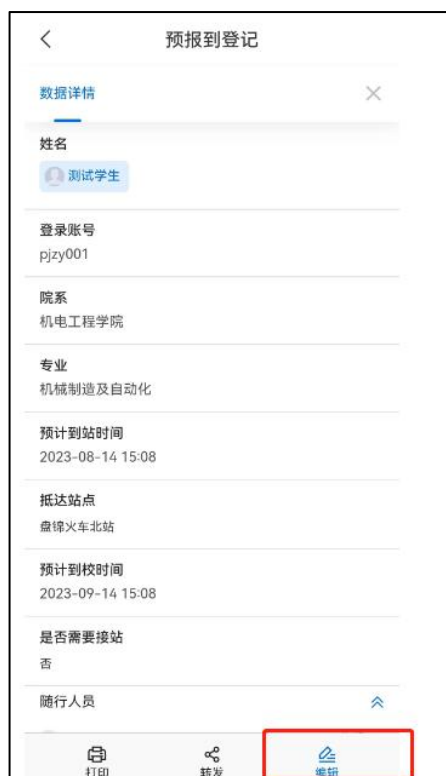 预报到登记
数据详情
姓名
测试学生
登录账号
pjzy001
院系
机电工程学院
专业
机械制造及自动化
预计到站时间
2023-08-14 15:08
抵达站点
盘锦火车北站
预计到校时间
2023-09-14 15:08
是否需要接站
否
随行人员
打印 转发 编辑